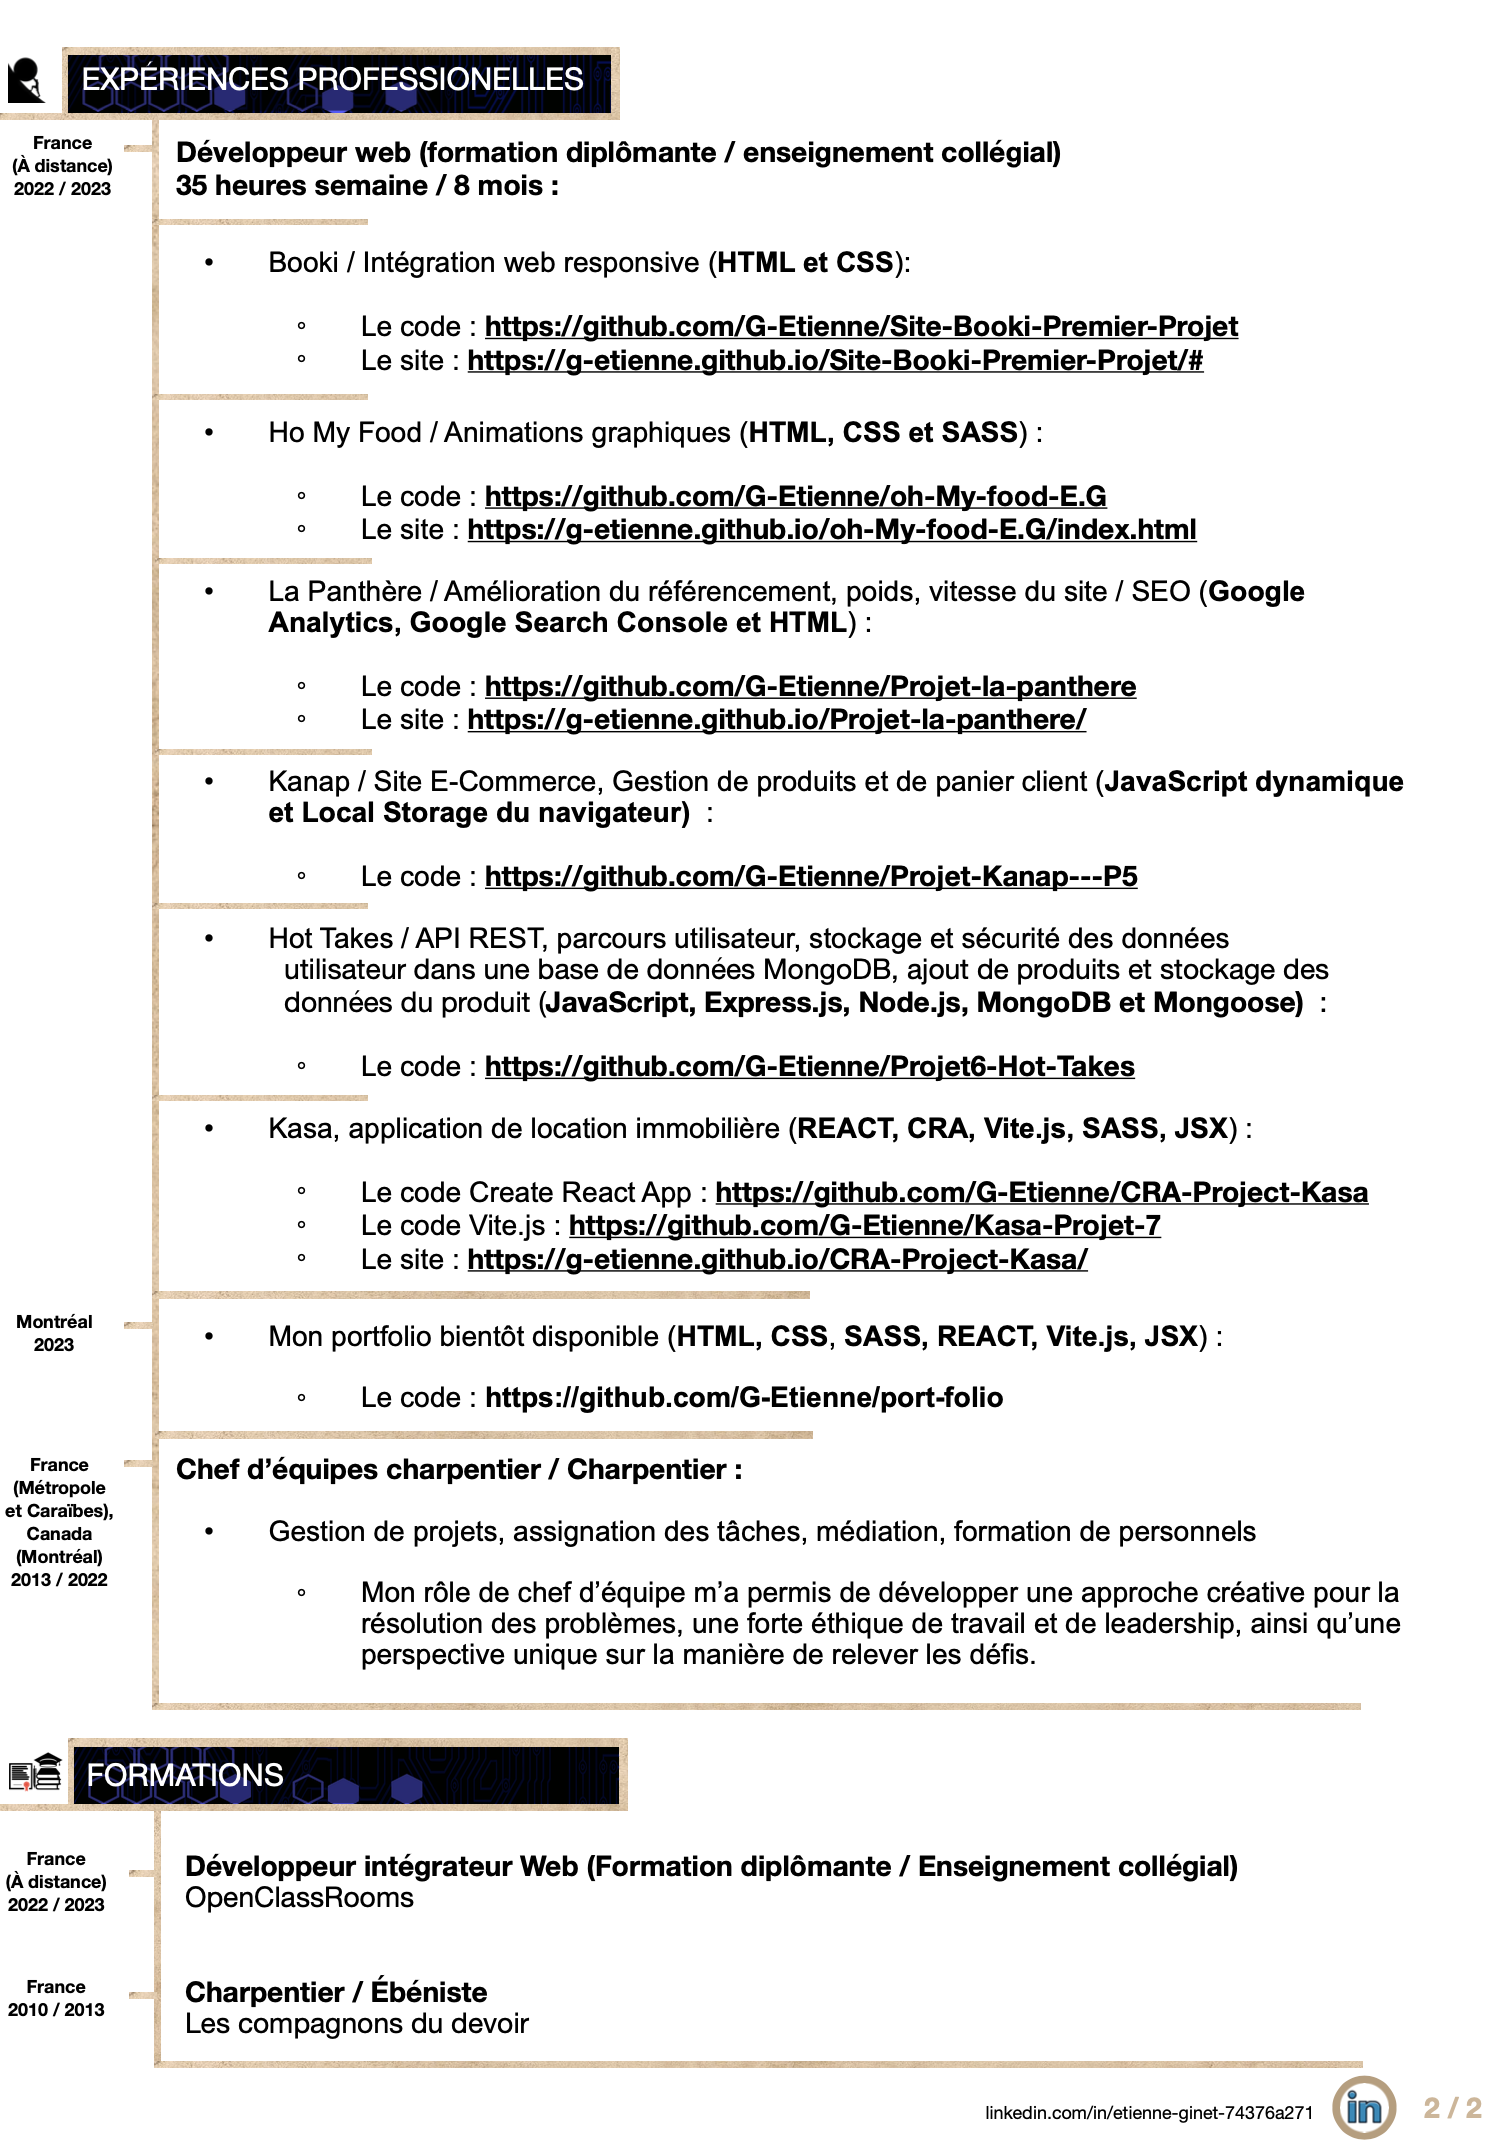 EXPÉRIENCES PROFESSIONELLES
France
(À distance)
2022 / 2023
Développeur web (formation diplômante / enseignement collégial)
35 heures semaine / 8 mois :
• Booki / Intégration web responsive (HTML et CSS):
◦ Le code : https://github.com/G-Etienne/Site-Booki-Premier-Projet
◦ Le site : https://g-etienne.github.io/Site-Booki-Premier-Projet/#
• Ho My Food / Animations graphiques (HTML, CSS et SASS) :
◦ Le code : https://github.com/G-Etienne/oh-My-food-E.G
◦ Le site : https://g-etienne.github.io/oh-My-food-E.G/index.html
• La Panthère / Amélioration du référencement, poids, vitesse du site / SEO (Google
Analytics, Google Search Console et HTML) :
◦ Le code : https://github.com/G-Etienne/Projet-la-panthere
◦ Le site : https://g-etienne.github.io/Projet-la-panthere/
• Kanap / Site E-Commerce, Gestion de produits et de panier client (JavaScript dynamique
et Local Storage du navigateur) :
◦ Le code : https://github.com/G-Etienne/Projet-Kanap---P5
• Hot Takes / API REST, parcours utilisateur, stockage et sécurité des données
utilisateur dans une base de données MongoDB, ajout de produits et stockage des
données du produit (JavaScript, Express.js, Node.js, MongoDB et Mongoose) :
◦ Le code : https://github.com/G-Etienne/Projet6-Hot-Takes
• Kasa, application de location immobilière (REACT, CRA, Vite.js, SASS, JSX) :
◦ Le code Create React App : https://github.com/G-Etienne/CRA-Project-Kasa
◦ Le code Vite.js : https://github.com/G-Etienne/Kasa-Projet-7
◦ Le site : https://g-etienne.github.io/CRA-Project-Kasa/
Montréal
2023
• Mon portfolio bientôt disponible (HTML, CSS, SASS, REACT, Vite.js, JSX) :
◦ Le code : https://github.com/G-Etienne/port-folio
France
(Métropole
et Caraïbes),
Canada
(Montréal)
2013 / 2022
Chef d’équipes charpentier / Charpentier :
• Gestion de projets, assignation des tâches, médiation, formation de personnels
◦ Mon rôle de chef d’équipe m’a permis de développer une approche créative pour la
résolution des problèmes, une forte éthique de travail et de leadership, ainsi qu’une
perspective unique sur la manière de relever les défis.
FORMATIONS
France
(À distance)
2022 / 2023
Développeur intégrateur Web (Formation diplômante / Enseignement collégial)
OpenClassRooms
France
2010 / 2013
Charpentier / Ébéniste
Les compagnons du devoir
linkedin.com/in/etienne-ginet-74376a271
in
2 / 2